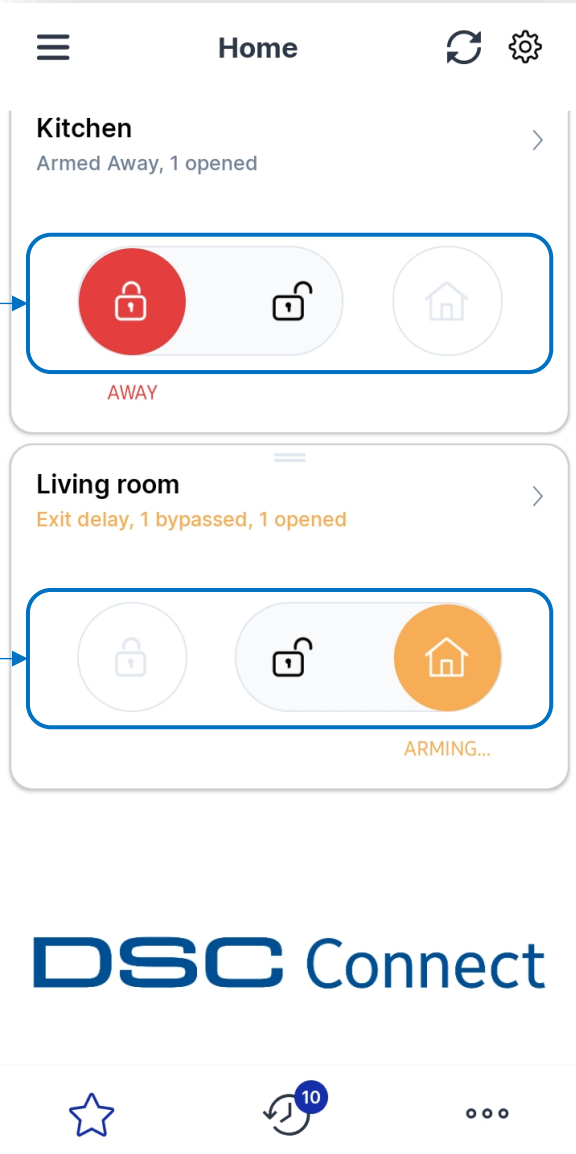 Home
Kitchen
Armed Away, 1 opened
AWAY
Living room
Exit delay, 1 bypassed, 1 opened
ARMING...
DSC Connect
10